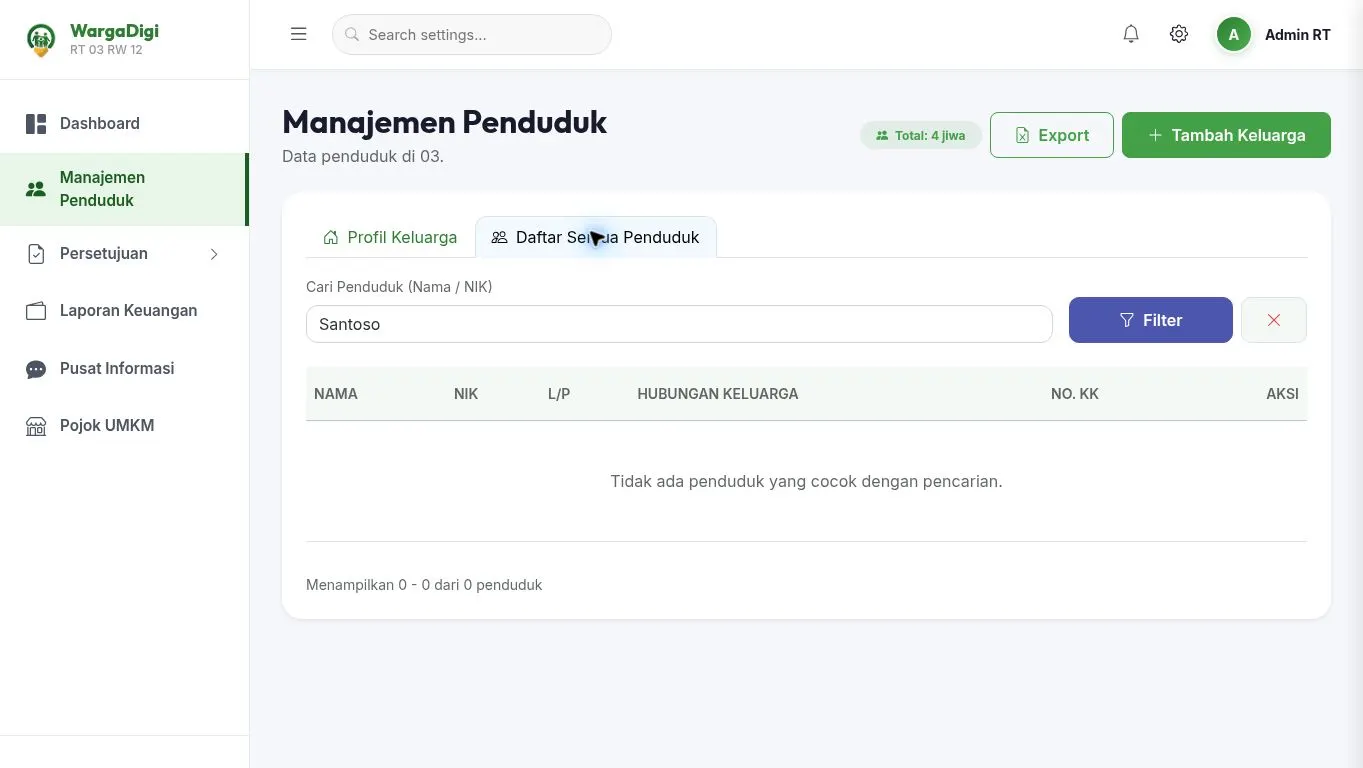 WargaDigi
RT 03 RW 12
Search settings...
A
Admin RT
Dashboard
Manajemen
Penduduk
Persetujuan
Laporan Keuangan
Pusat Informasi
Pojok UMKM
Manajemen Penduduk
Data penduduk di 03.
Total: 4 jiwa
Export
Tambah Keluarga
Profil Keluarga
Daftar Semua Penduduk
Cari Penduduk (Nama / NIK)
Santoso
Filter
NAMA NIK L/P HUBUNGAN KELUARGA NO. KK AKSI
Tidak ada penduduk yang cocok dengan pencarian.
Menampilkan 0 - 0 dari 0 penduduk